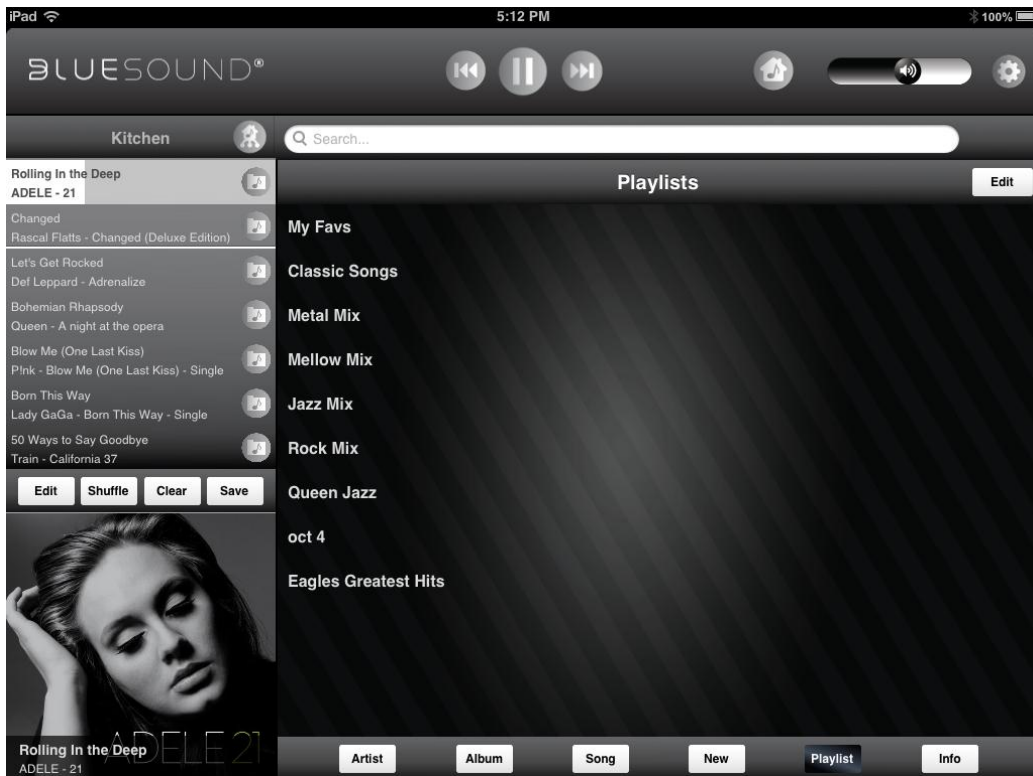 iPad 5:12 PM 100%
BLUESOUND®
Kitchen
Search...
Rolling In the Deep
ADELE - 21
Changed
Rascal Flatts - Changed (Deluxe Edition)
Let's Get Rocked
Def Leppard - Adrenalize
Bohemian Rhapsody
Queen - A night at the opera
Blow Me (One Last Kiss)
P!nk - Blow Me (One Last Kiss) - Single
Born This Way
Lady GaGa - Born This Way - Single
50 Ways to Say Goodbye
Train - California 37
Edit Shuffle Clear Save
ADELE 21
Rolling In the Deep
ADELE - 21
Playlists Edit
My Favs
Classic Songs
Metal Mix
Mellow Mix
Jazz Mix
Rock Mix
Queen Jazz
oct 4
Eagles Greatest Hits
Artist Album Song New Playlist Info